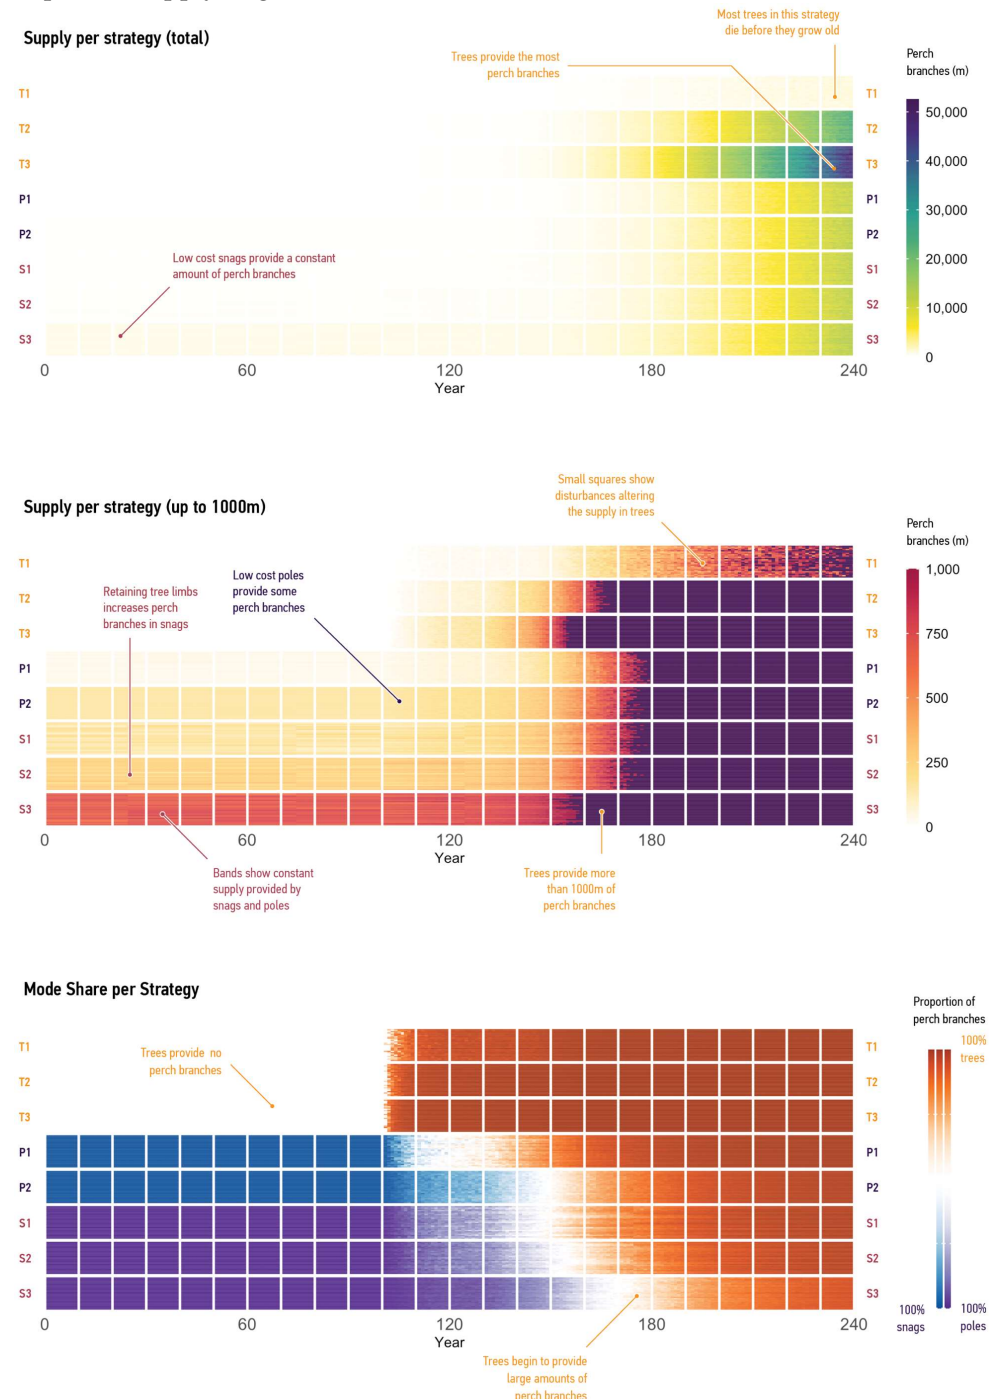 Supply per strategy (total)
Most trees in this strategy
die before they grow old
Trees provide the most
perch branches
Perch
branches (m)
T1
T2
T3
P1
P2
S1
S2
S3
T1
T2
T3
P1
P2
S1
S2
S3
50,000
40,000
30,000
20,000
10,000
0
Low cost snags provide a constant
amount of perch branches
0
60
120
180
240
Year
Supply per strategy (up to 1000m)
Small squares show
disturbances altering
the supply in trees
Perch
branches (m)
Retaining tree limbs
increases perch
branches in snags
Low cost poles
provide some
perch branches
T1
T2
T3
P1
P2
S1
S2
S3
T1
T2
T3
P1
P2
S1
S2
S3
1,000
750
500
250
0
0
60
120
180
240
Year
Bands show constant
supply provided by
snags and poles
Trees provide more
than 1000m of
perch branches
Mode Share per Strategy
Proportion of
perch branches
100%
trees
Trees provide no
perch branches
T1
T2
T3
P1
P2
S1
S2
S3
T1
T2
T3
P1
P2
S1
S2
S3
100%
snags
100%
poles
0
60
120
180
240
Year
Trees begin to provide
large amounts of
perch branches